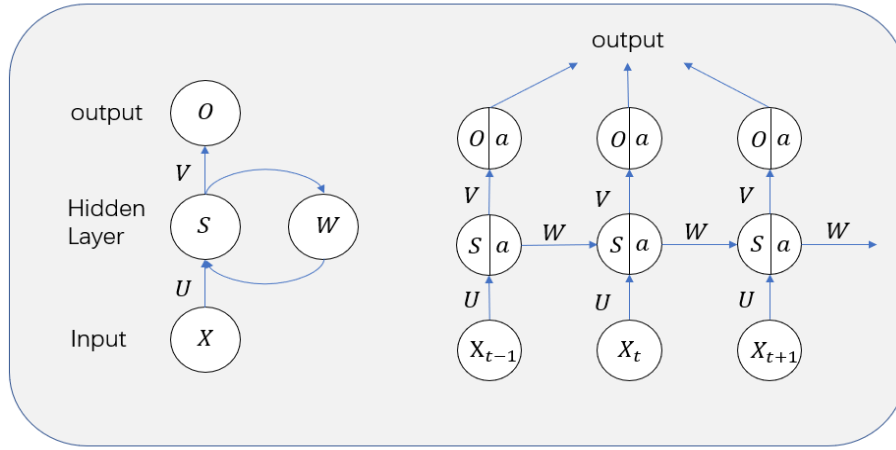 output
O
V
Hidden
Layer
S
W
U
Input
X
output
O a
O a
O a
V
V
V
S a
W
S a
W
S a
W
U
U
U
X_{t−1}
X_t
X_{t+1}